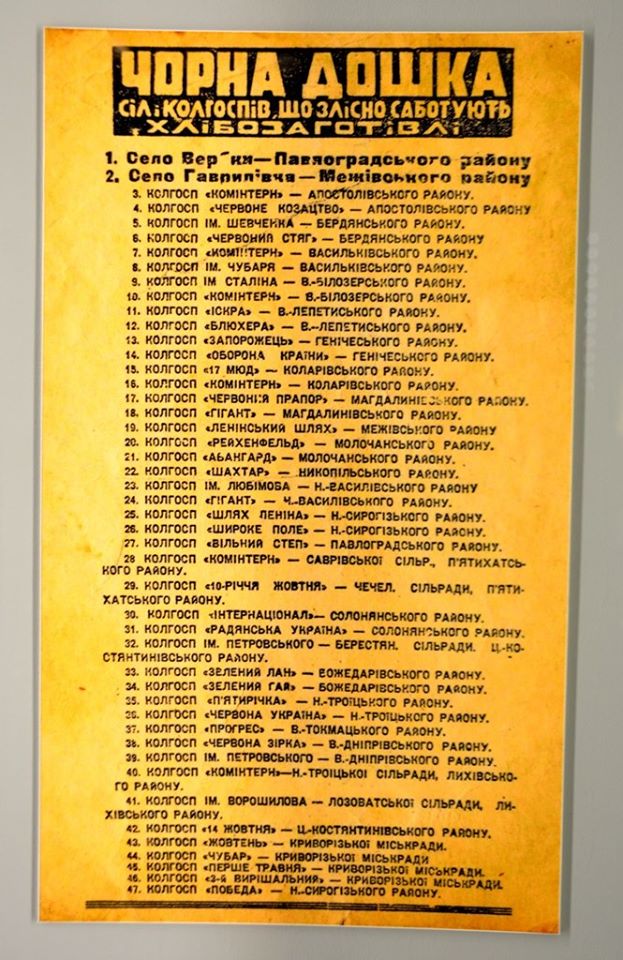 ЧОРНА ДОШКА
СІЛ І КОЛГОСПІВ, ЩО ЗЛІСНО САБОТУЮТЬ
ХЛІБОЗАГОТІВЛІ
1. Село Вер ки—Павлоградського району
2. Село Гаврилівка—Межівського району
3. КОЛГОСП «КОМІНТЕРН» — АПОСТОЛІВСЬКОГО РАЙОНУ.
4. КОЛГОСП «ЧЕРВОНЕ КОЗАЦТВО» — АПОСТОЛІВСЬКОГО РАЙОНУ
5. КОЛГОСП ІМ. ШЕВЧЕНКА — БЕРДЯНСЬКОГО РАЙОНУ.
6. КОЛГОСП «ЧЕРВОНИЙ СТЯГ» — БЕРДЯНСЬКОГО РАЙОНУ
7. КОЛГОСП «КОМІНТЕРН» — ВАСИЛЬКІВСЬКОГО РАЙОНУ.
8. КОЛГОСП ІМ. ЧУБАРЯ — ВАСИЛЬКІВСЬКОГО РАЙОНУ.
9. КОЛГОСП ІМ СТАЛІНА — В.-БІЛОЗЕРСЬКОГО РАЙОНУ.
10. КОЛГОСП «КОМІНТЕРН» — В.-БІЛОЗЕРСЬКОГО РАЙОНУ.
11. КОЛГОСП «ІСКРА» — В.-ЛЕПЕТИСЬКОГО РАЙОНУ.
12. КОЛГОСП «БЛЮХЕРА» — В.-ЛЕПЕТИСЬКОГО РАЙОНУ.
13. КОЛГОСП «ЗАПОРОЖЕЦЬ» — ГЕНІЧЕСЬКОГО РАЙОНУ.
14. КОЛГОСП «ОБОРОНА КРАЇНИ» — ГЕНІЧЕСЬКОГО РАЙОНУ.
15. КОЛГОСП «17 МЮД» — КОЛАРІВСЬКОГО РАЙОНУ.
16. КОЛГОСП «КОМІНТЕРН» — КОЛАРІВСЬКОГО РАЙОНУ.
17. КОЛГОСП «ЧЕРВОНИЙ ПРАПОР» — МАГДАЛИНІВСЬКОГО РАЙОНУ.
18. КОЛГОСП «ГІГАНТ» — МАГДАЛИНІВСЬКОГО РАЙОНУ.
19. КОЛГОСП «ЛЕНІНСЬКИЙ ШЛЯХ» — МЕЖІВСЬКОГО РАЙОНУ
20. КОЛГОСП «РЕЙХЕНФЕЛЬД» — МОЛОЧАНСЬКОГО РАЙОНУ.
21. КОЛГОСП «АВАНГАРД» — МОЛОЧАНСЬКОГО РАЙОНУ.
22. КОЛГОСП «ШАХТАР» — НИКОПІЛЬСЬКОГО РАЙОНУ.
23. КОЛГОСП ІМ. ЛЮБІМОВА — Н.-ВАСИЛІВСЬКОГО РАЙОНУ
24. КОЛГОСП «ГІГАНТ» — Н.-ВАСИЛІВСЬКОГО РАЙОНУ.
25. КОЛГОСП «ШЛЯХ ЛЕНІНА» — Н.-СИРОГІЗЬКОГО РАЙОНУ.
26. КОЛГОСП «ШИРОКЕ ПОЛЕ» — Н.-СИРОГІЗЬКОГО РАЙОНУ.
27. КОЛГОСП «ВІЛЬНИЙ СТЕП» — ПАВЛОГРАДСЬКОГО РАЙОНУ.
28 КОЛГОСП «КОМІНТЕРН» — САВРІВСЬКОЇ СІЛЬР., П'ЯТИХАТСЬ-
КОГО РАЙОНУ.
29. КОЛГОСП «10-РІЧЧЯ ЖОВТНЯ» — ЧЕЧЕЛ. СІЛЬРАДИ, П'ЯТИ-
ХАТСЬКОГО РАЙОНУ.
30. КОЛГОСП «ІНТЕРНАЦІОНАЛ»— СОЛОНЯНСЬКОГО РАЙОНУ.
31. КОЛГОСП «РАДЯНСЬКА УКРАЇНА» — СОЛОНЯНСЬКОГО РАЙОНУ.
32. КОЛГОСП ІМ. ПЕТРОВСЬКОГО — БЕРЕСТЯН. СІЛЬРАДИ. Ц.-КО-
СТЯНТИНІВСЬКОГО РАЙОНУ.
33. КОЛГОСП «ЗЕЛЕНИЙ ЛАН» — БОЖЕДАРІВСЬКОГО РАЙОНУ.
34. КОЛГОСП «ЗЕЛЕНИЙ ГАЙ» — БОЖЕДАРІВСЬКОГО РАЙОНУ.
35. КОЛГОСП «П'ЯТИРІЧКА» — Н.-ТРОЇЦЬКОГО РАЙОНУ.
36. КОЛГОСП «ЧЕРВОНА УКРАЇНА» — Н.-ТРОЇЦЬКОГО РАЙОНУ.
37. КОЛГОСП «ПРОГРЕС» — В.-ТОКМАЦЬКОГО РАЙОНУ.
38. КОЛГОСП «ЧЕРВОНА ЗІРКА» — В.-ДНІПРІВСЬКОГО РАЙОНУ.
39. КОЛГОСП ІМ. ПЕТРОВСЬКОГО — В.-ДНІПРІВСЬКОГО РАЙОНУ.
40. КОЛГОСП «КОМІНТЕРН»—Н.-ТРОЇЦЬКОЇ СІЛЬРАДИ, ЛИХІВСЬКО-
ГО РАЙОНУ.
41. КОЛГОСП ІМ. ВОРОШИЛОВА — ЛОЗОВАТСЬКОЇ СІЛЬРАДИ, ЛИ-
ХІВСЬКОГО РАЙОНУ.
42. КОЛГОСП «14 ЖОВТНЯ» — Ц.-КОСТЯНТИНІВСЬКОГО РАЙОНУ.
43. КОЛГОСП «ЖОВТЕНЬ» — КРИВОРІЗЬКОЇ МІСЬКРАДИ.
44. КОЛГОСП «ЧУБАР» — КРИВОРІЗЬКОЇ МІСЬКРАДИ
45. КОЛГОСП «ПЕРШЕ ТРАВНЯ» — КРИВОРІЗЬКОЇ МІСЬКРАДИ.
46. КОЛГОСП «3-Й ВИРІШАЛЬНИЙ» — КРИВОРІЗЬКОЇ МІСЬКРАДИ.
47. КОЛГОСП «ПОБЕДА» — Н.-СИРОГІЗЬКОГО РАЙОНУ.